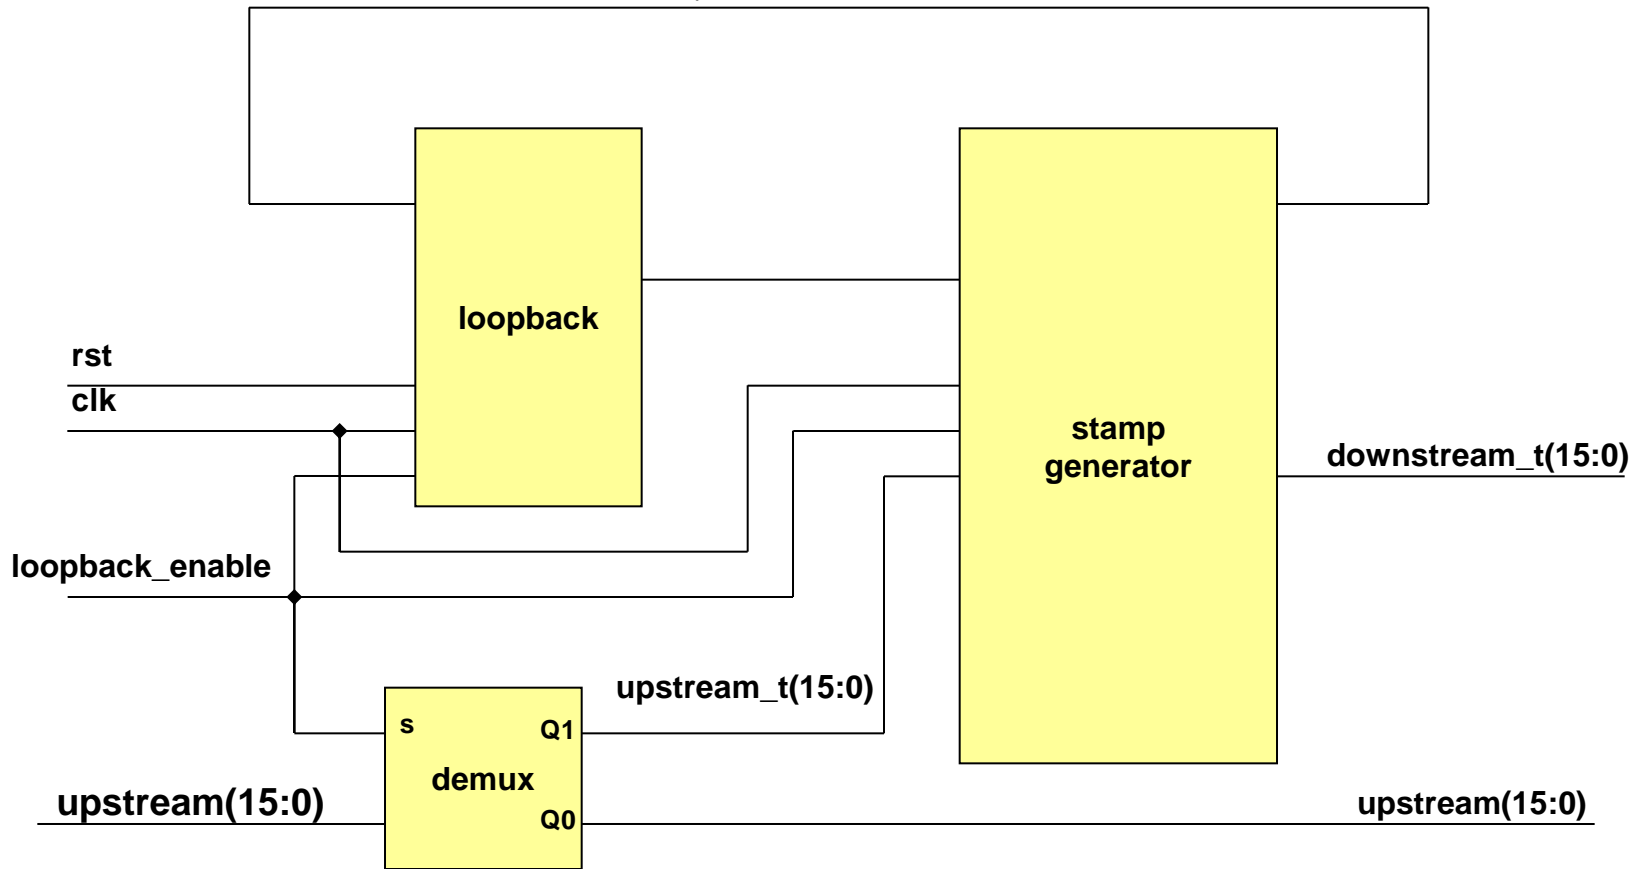 loopback
rst
clk
stamp
generator
downstream_t(15:0)
loopback_enable
upstream_t(15:0)
s
Q1
demux
upstream(15:0)
Q0
upstream(15:0)